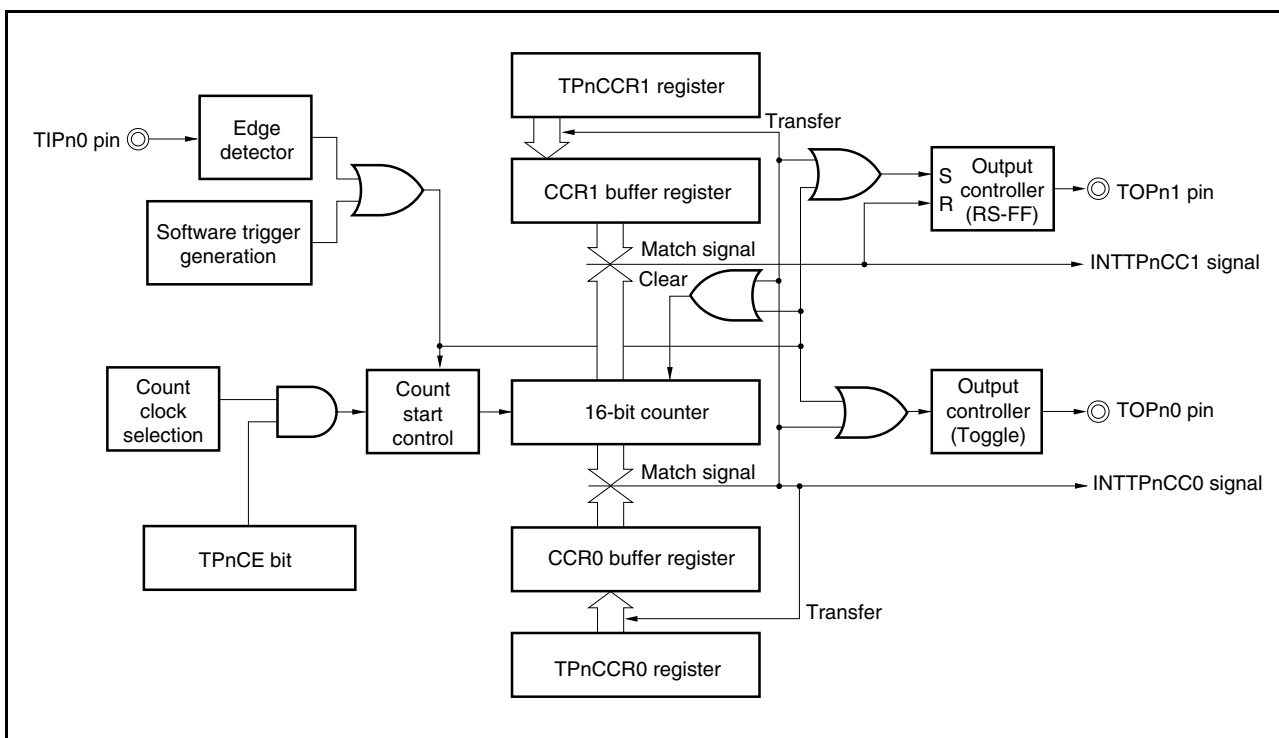 TPnCCR1 register
Transfer
TIPn0 pin
Edge
detector
CCR1 buffer register
S
R
Output
controller
(RS-FF)
TOPn1 pin
Software trigger
generation
Match signal
INTTPnCC1 signal
Clear
Count
clock
selection
Count
start
control
16-bit counter
Output
controller
(Toggle)
TOPn0 pin
Match signal
INTTPnCC0 signal
TPnCE bit
CCR0 buffer register
Transfer
TPnCCR0 register